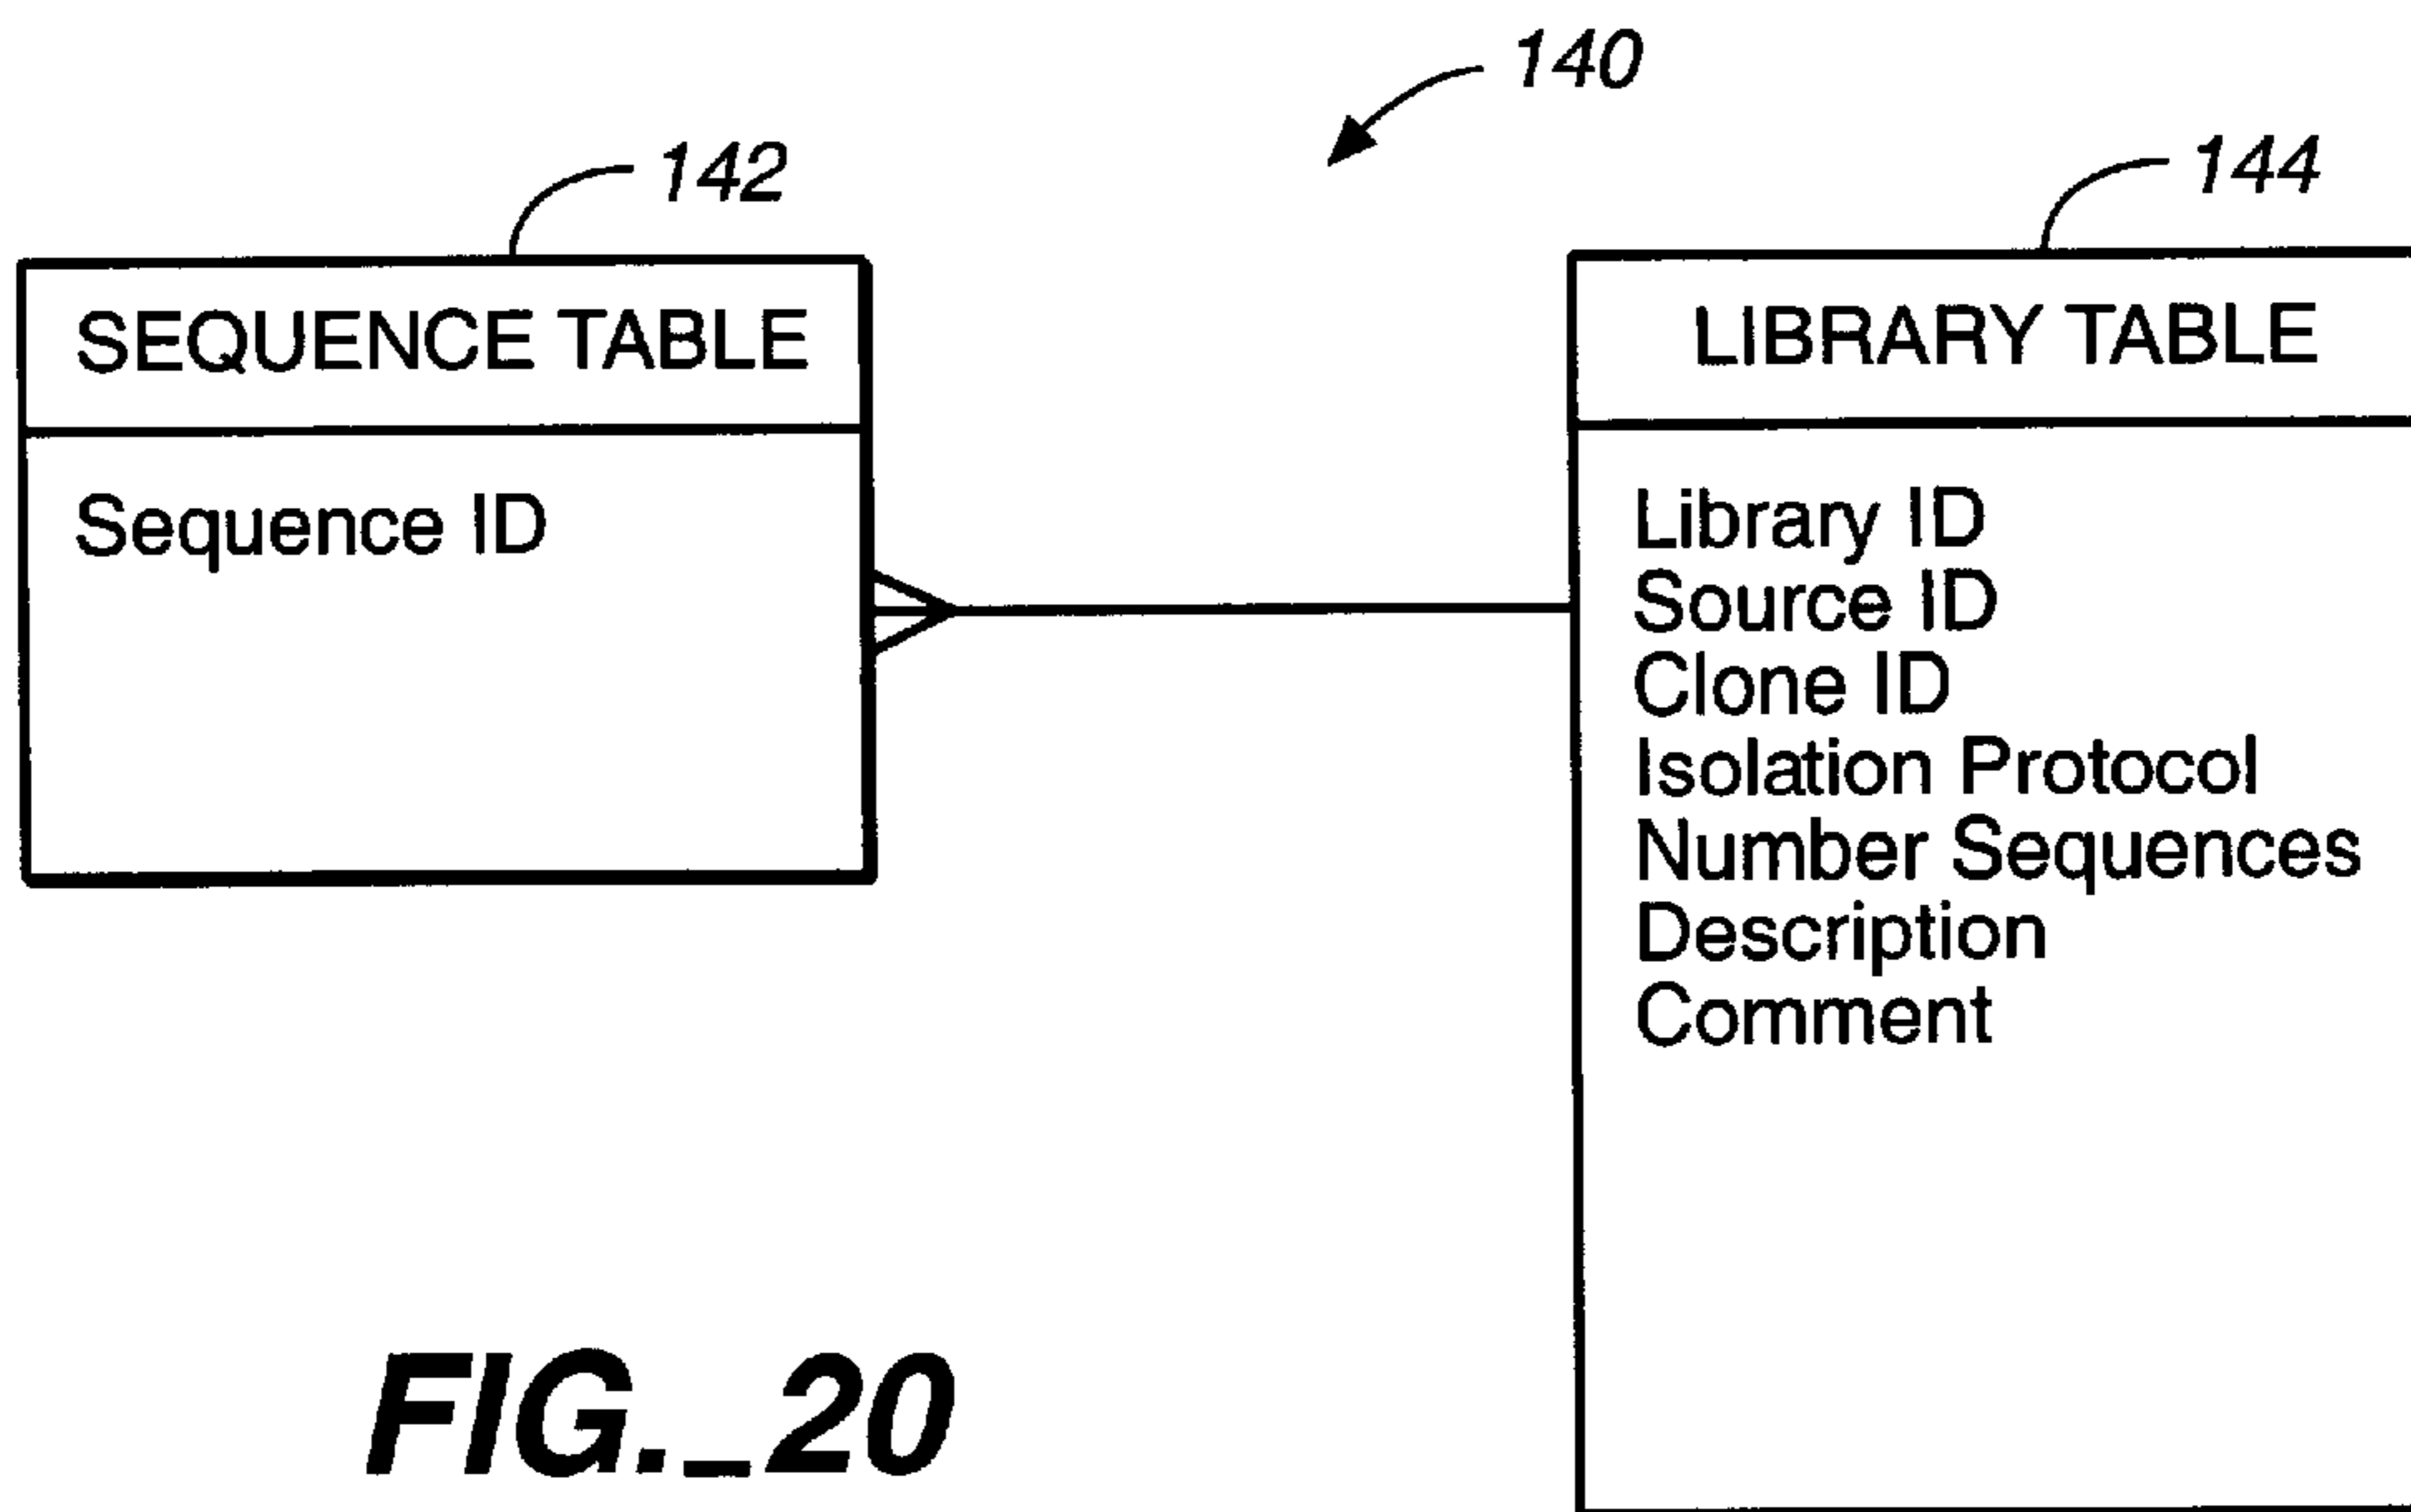 140
142
144
SEQUENCE TABLE
Sequence ID
LIBRARY TABLE
Library ID
Source ID
Clone ID
Isolation Protocol
Number Sequences
Description
Comment
FIG._20